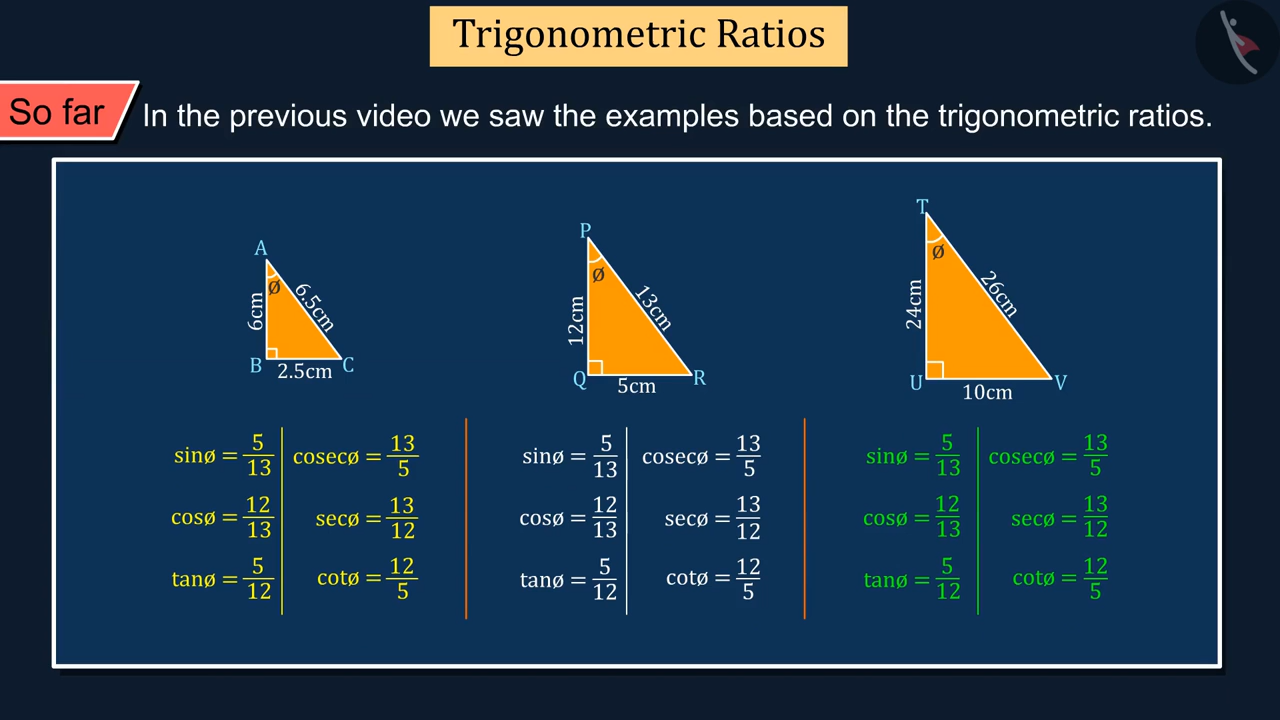 Trigonometric Ratios
So far
In the previous video we saw the examples based on the trigonometric ratios.
A
ø
6cm
6.5cm
B
2.5cm
C
P
ø
12cm
13cm
Q
5cm
R
T
ø
24cm
26cm
U
10cm
V
sinø = 5/13
cosecø = 13/5
cosø = 12/13
secø = 13/12
tanø = 5/12
cotø = 12/5
sinø = 5/13
cosecø = 13/5
cosø = 12/13
secø = 13/12
tanø = 5/12
cotø = 12/5
sinø = 5/13
cosecø = 13/5
cosø = 12/13
secø = 13/12
tanø = 5/12
cotø = 12/5